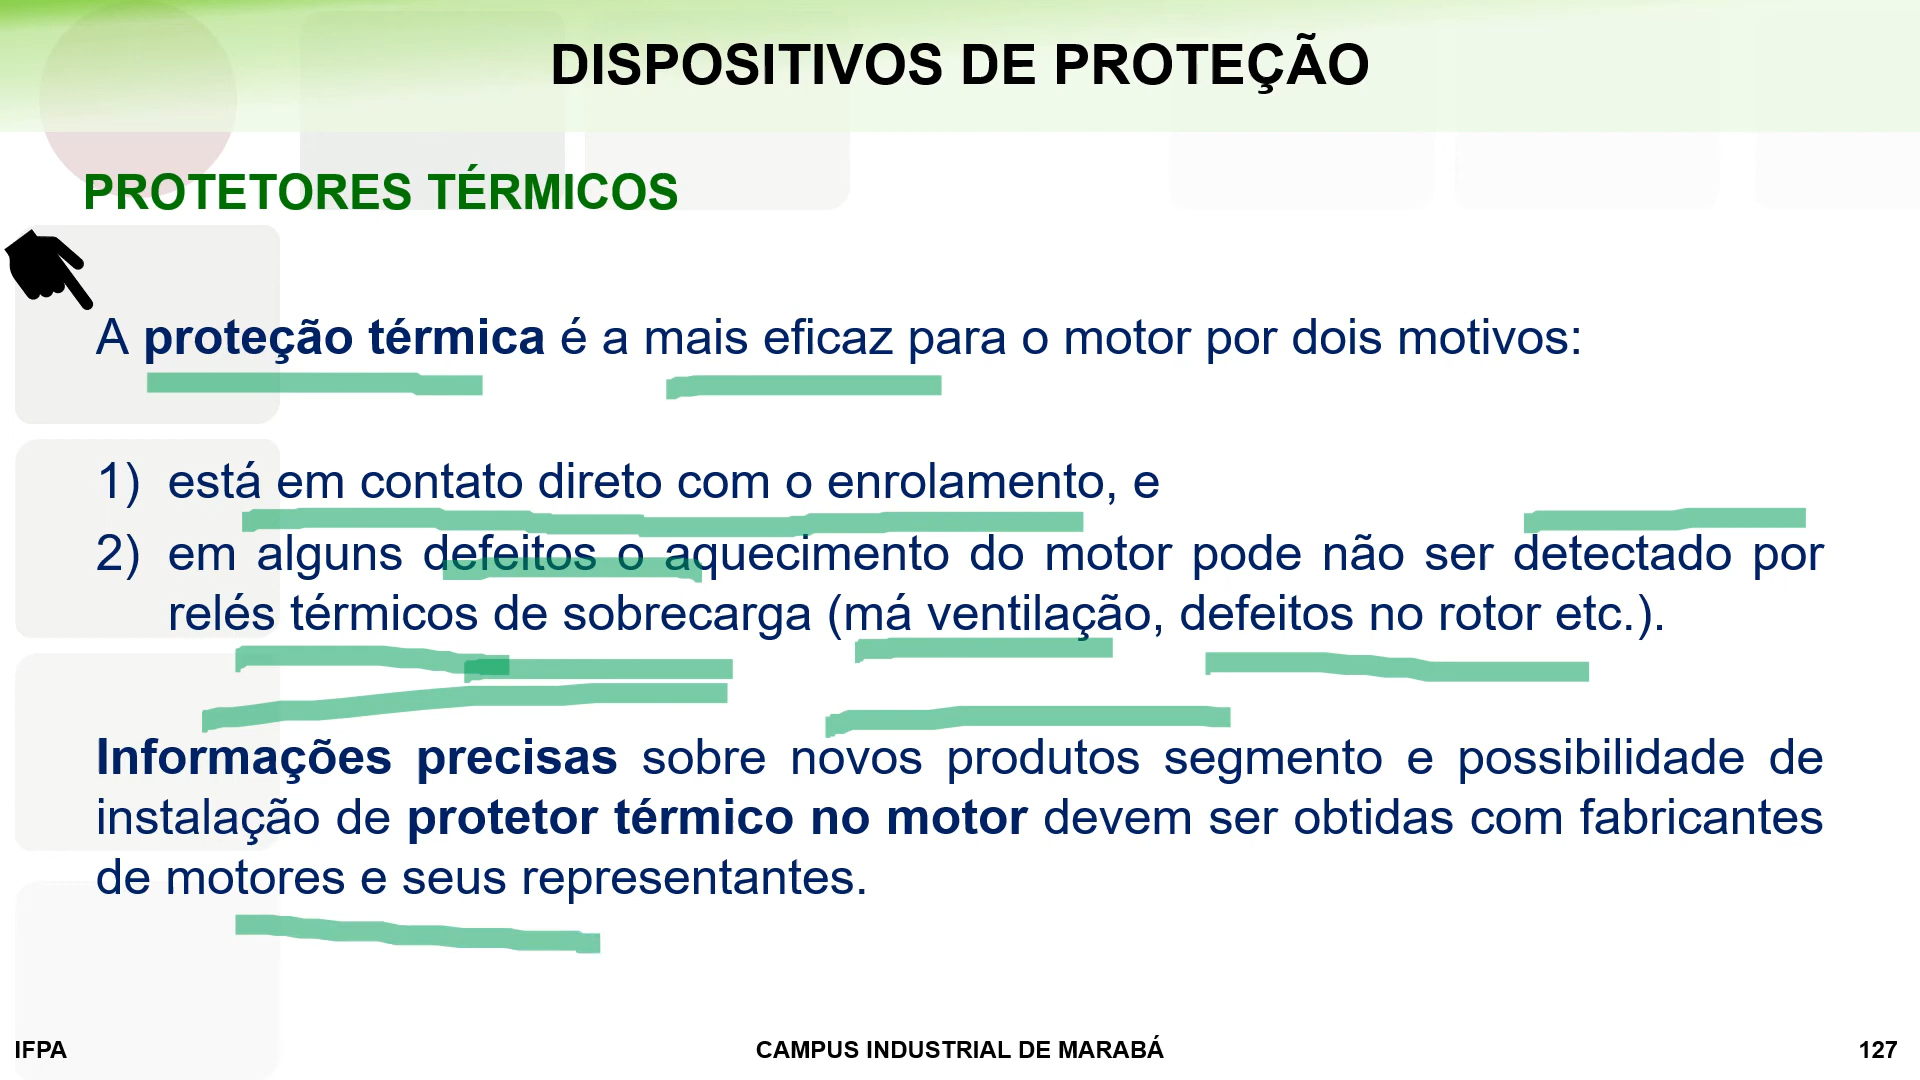 DISPOSITIVOS DE PROTEÇÃO
PROTETORES TÉRMICOS
A proteção térmica é a mais eficaz para o motor por dois motivos:
1) está em contato direto com o enrolamento, e
2) em alguns defeitos o aquecimento do motor pode não ser detectado por
relés térmicos de sobrecarga (má ventilação, defeitos no rotor etc.).
Informações precisas sobre novos produtos segmento e possibilidade de
instalação de protetor térmico no motor devem ser obtidas com fabricantes
de motores e seus representantes.
IFPA
CAMPUS INDUSTRIAL DE MARABÁ
127